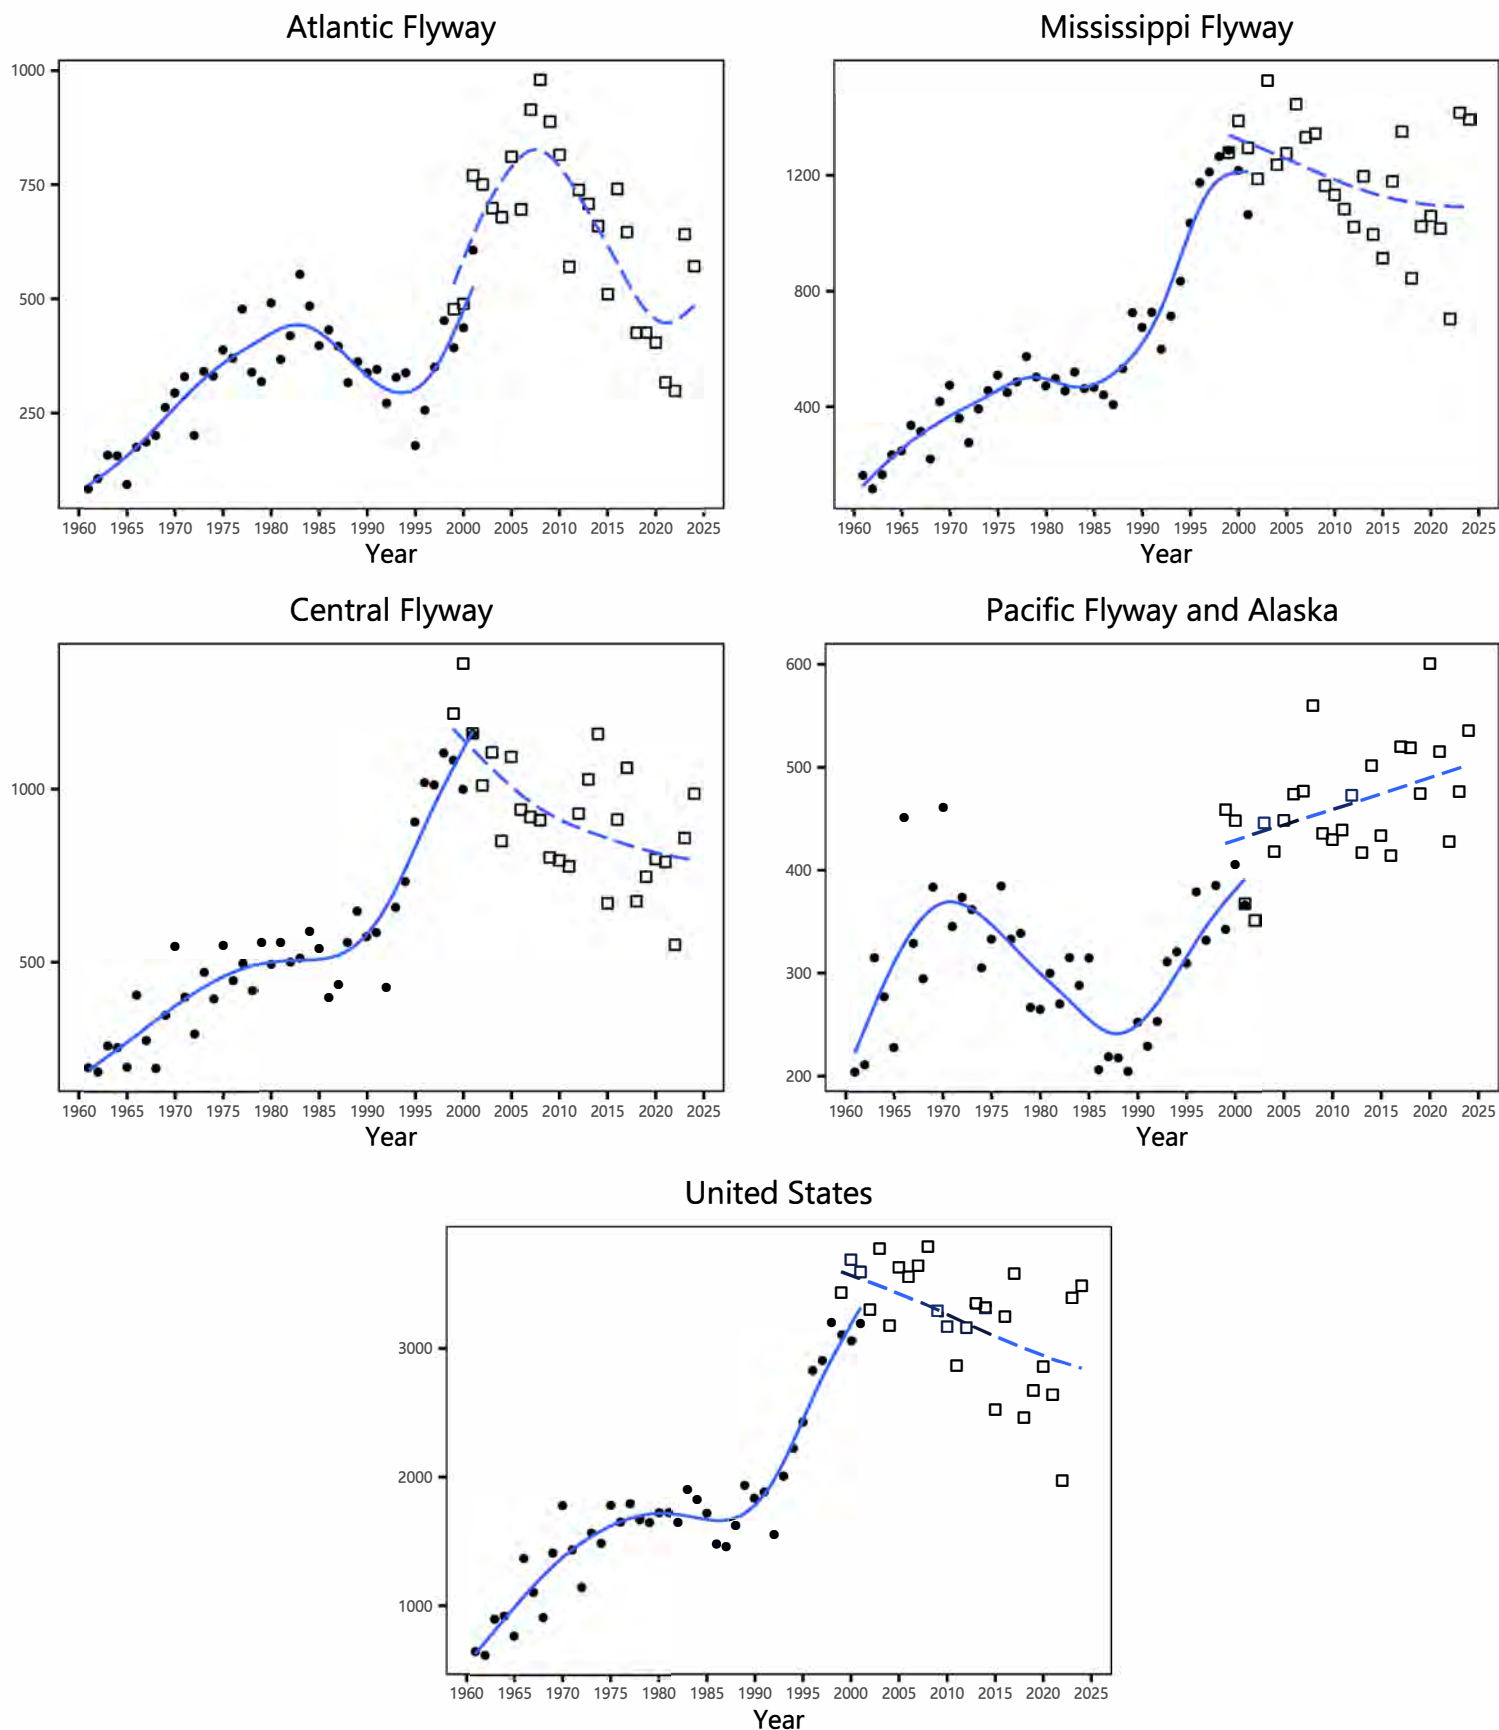 Atlantic Flyway
1000
750
500
250
1960 1965 1970 1975 1980 1985 1990 1995 2000 2005 2010 2015 2020 2025
Year
Mississippi Flyway
1200
800
400
1960 1965 1970 1975 1980 1985 1990 1995 2000 2005 2010 2015 2020 2025
Year
Central Flyway
1000
500
1960 1965 1970 1975 1980 1985 1990 1995 2000 2005 2010 2015 2020 2025
Year
Pacific Flyway and Alaska
600
500
400
300
200
1960 1965 1970 1975 1980 1985 1990 1995 2000 2005 2010 2015 2020 2025
Year
United States
3000
2000
1000
1960 1965 1970 1975 1980 1985 1990 1995 2000 2005 2010 2015 2020 2025
Year